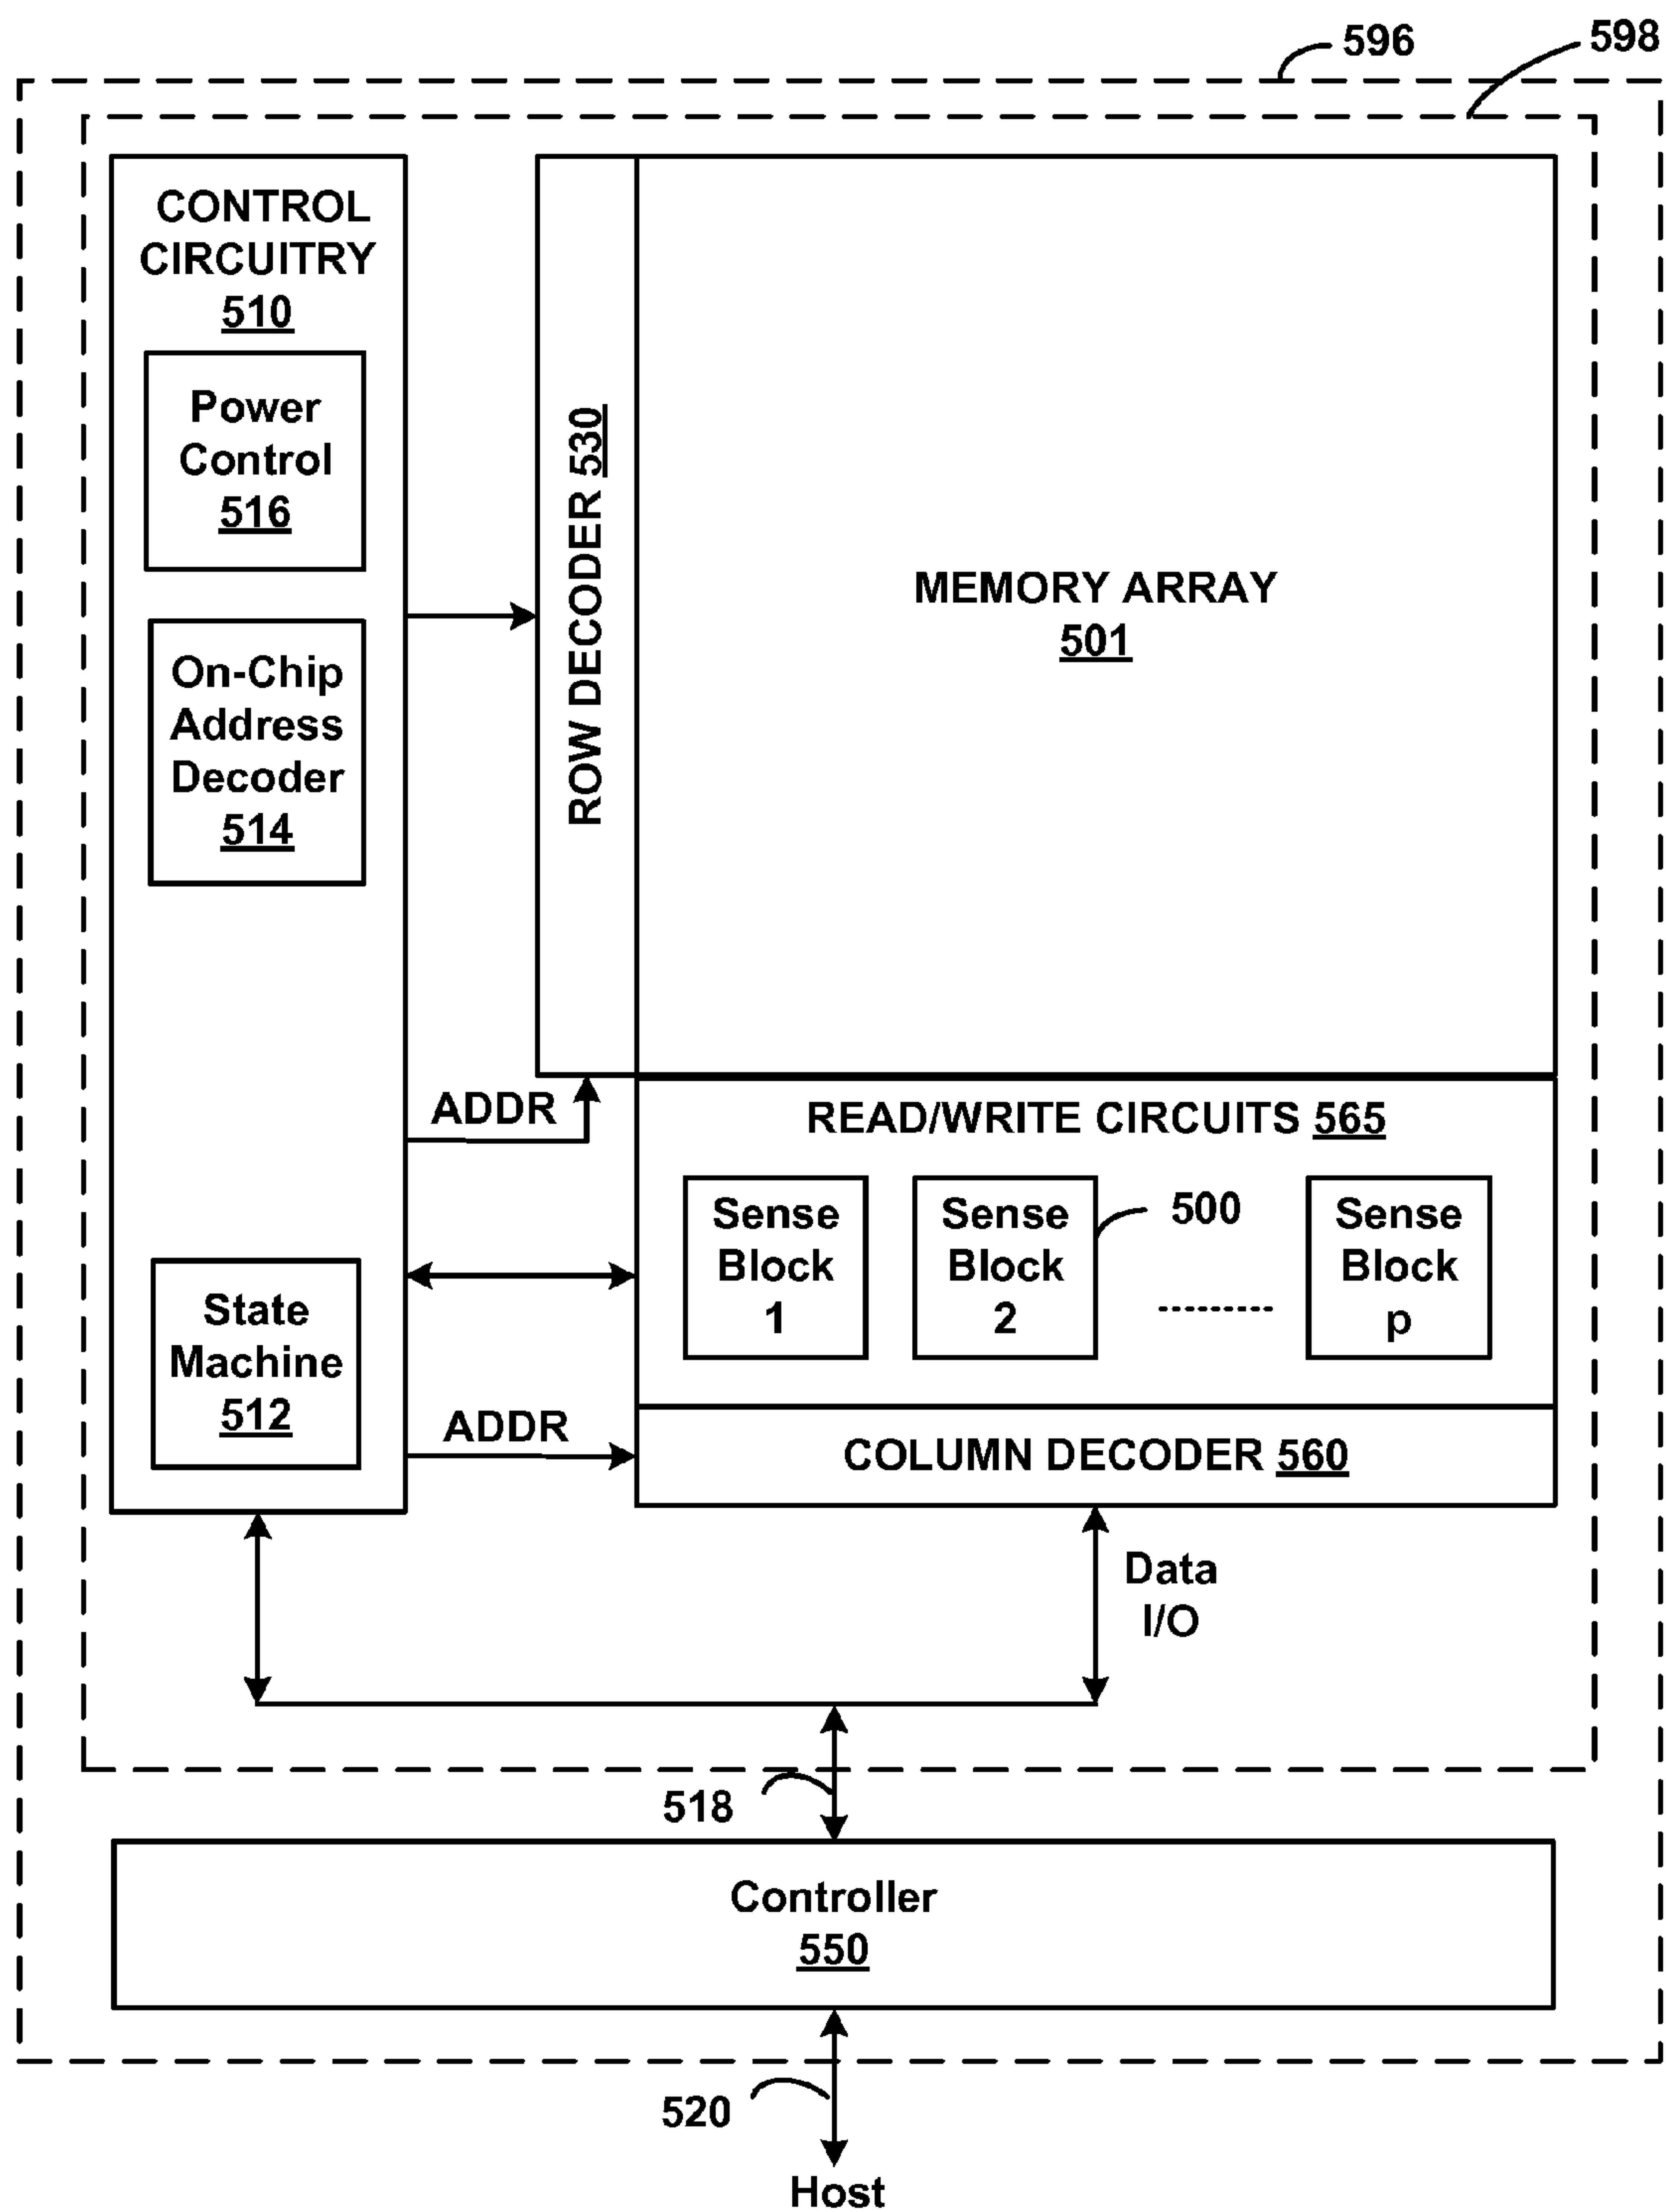 596
598
CONTROL
CIRCUITRY
510
Power
Control
516
On-Chip
Address
Decoder
514
State
Machine
512
ROW DECODER 530
MEMORY ARRAY
501
ADDR
READ/WRITE CIRCUITS 565
Sense
Block
1
Sense
Block
2
500
Sense
Block
p
ADDR
COLUMN DECODER 560
Data
I/O
518
Controller
550
520
Host